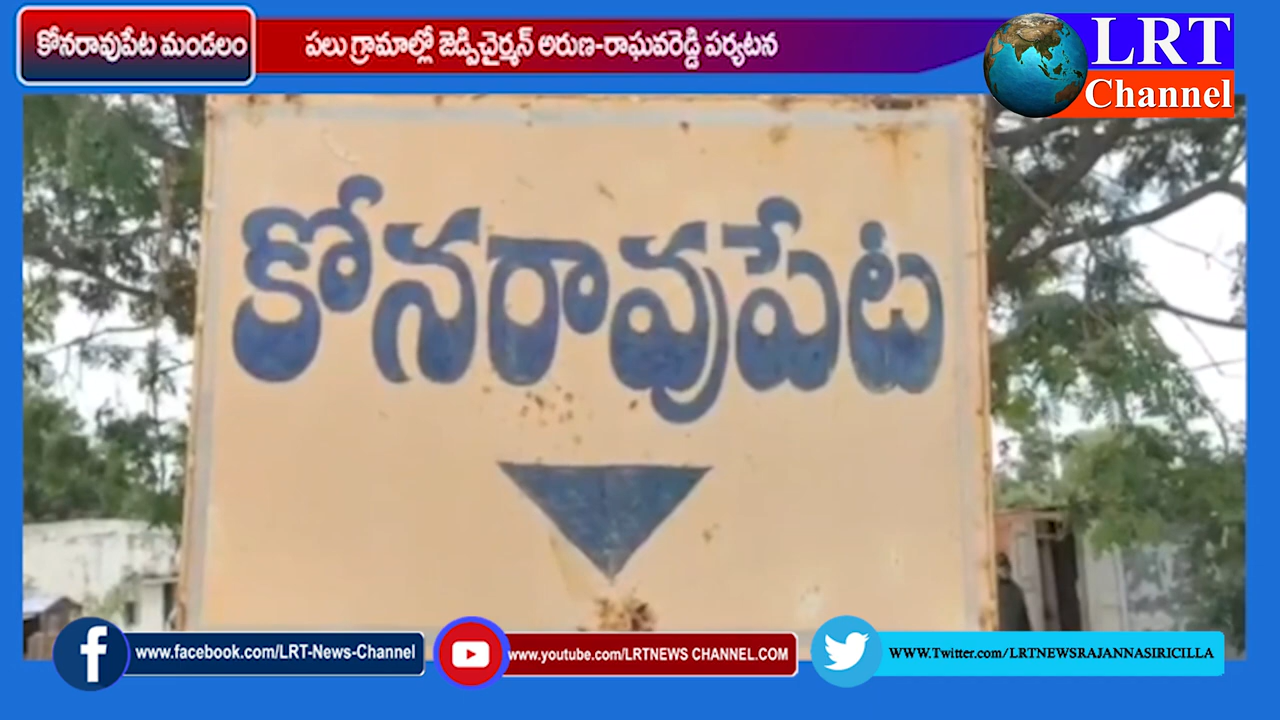 కోనరావుపేట మండలం
పలు గ్రామాల్లో జెడ్పిచైర్మన్ అరుణ-రాఘవరెడ్డి పర్యటన
LRT
Channel
కోనరావుపేట
www.facebook.com/LRT-News-Channel
www.youtube.com/LRTNEWS CHANNEL.COM
WWW.Twitter.com/LRTNEWSRAJANNASIRICILLA